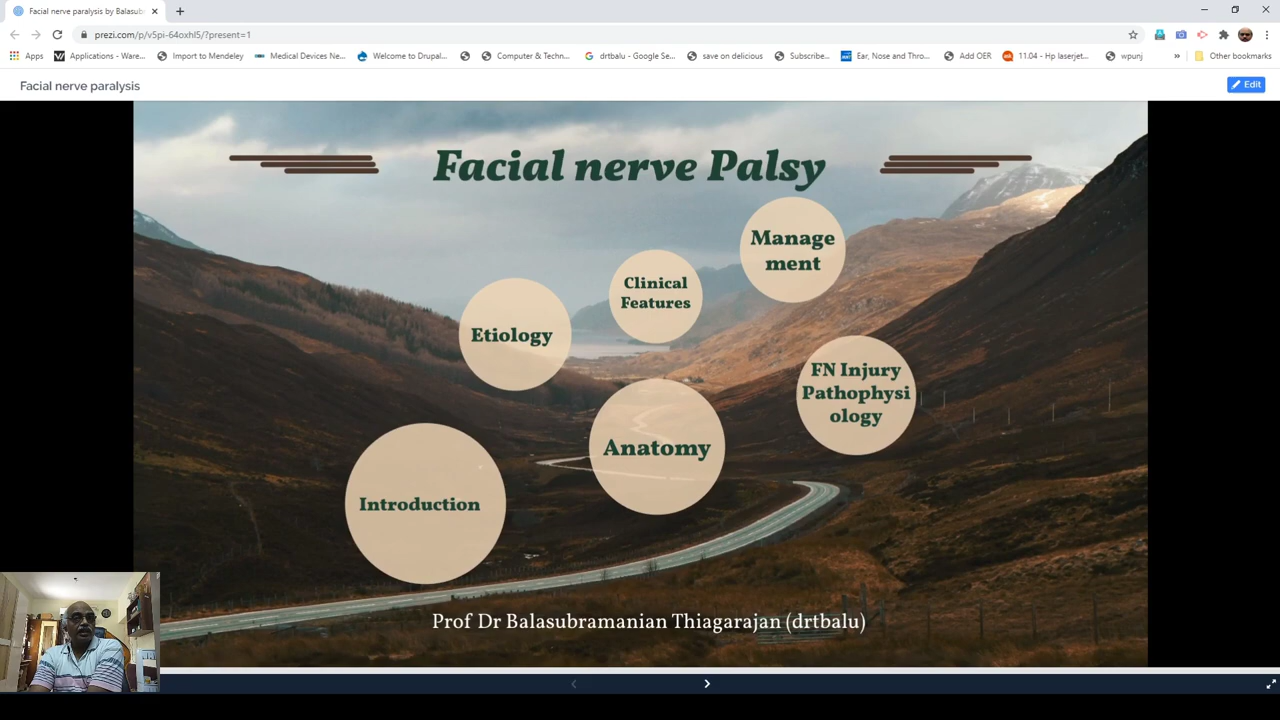 Facial nerve paralysis by Balasub
prezi.com/p/v5pi-64oxhl5/?present=1
Apps
Applications - Ware...
Import to Mendeley
Medical Devices Ne...
Welcome to Drupal...
Computer & Techn...
drtbalu - Google Se...
save on delicious
Subscribe...
Ear, Nose and Thro...
Add OER
11.04 - Hp laserjet...
wpunj
»
Other bookmarks
Facial nerve paralysis
Edit
Facial nerve Palsy
Manage
ment
Clinical
Features
Etiology
FN Injury
Pathophysi
ology
Anatomy
Introduction
Prof Dr Balasubramanian Thiagarajan (drtbalu)